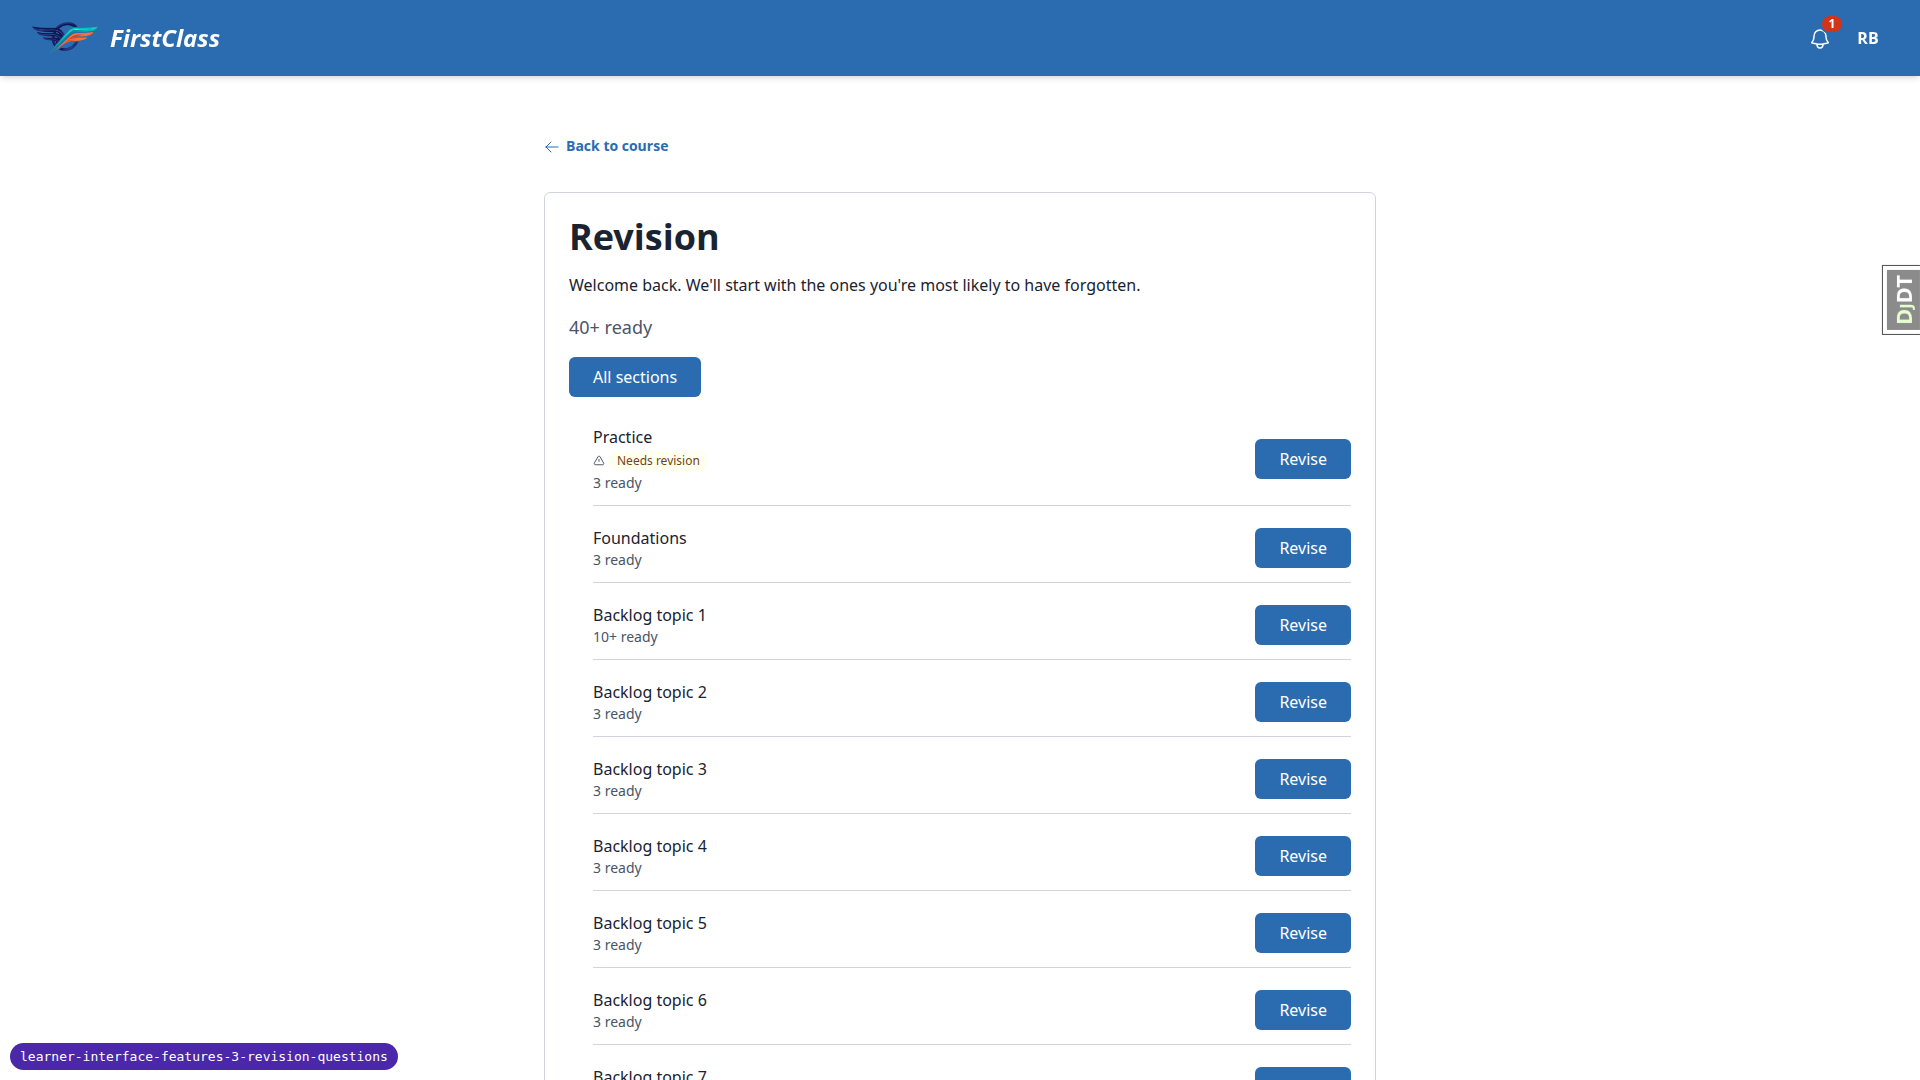 FirstClass
1
RB
Back to course
Revision
Welcome back. We'll start with the ones you're most likely to have forgotten.
40+ ready
All sections
Practice
Needs revision
3 ready
Revise
Foundations
3 ready
Revise
Backlog topic 1
10+ ready
Revise
Backlog topic 2
3 ready
Revise
Backlog topic 3
3 ready
Revise
Backlog topic 4
3 ready
Revise
Backlog topic 5
3 ready
Revise
Backlog topic 6
3 ready
Revise
Backlog topic 7
DJDT
learner-interface-features-3-revision-questions